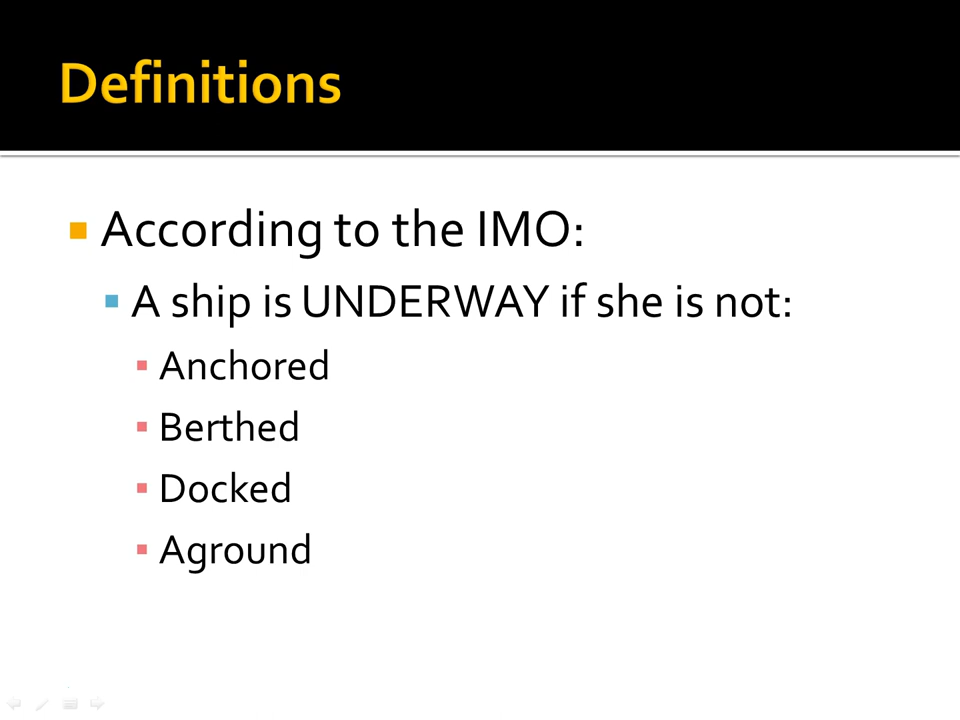 Definitions
According to the IMO:
A ship is UNDERWAY if she is not:
Anchored
Berthed
Docked
Aground